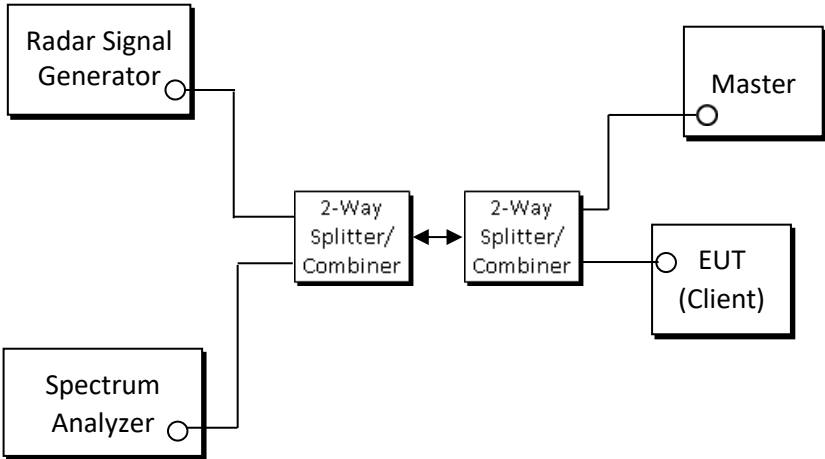 Radar Signal
Generator
Master
2-Way
Splitter/
Combiner
2-Way
Splitter/
Combiner
EUT
(Client)
Spectrum
Analyzer